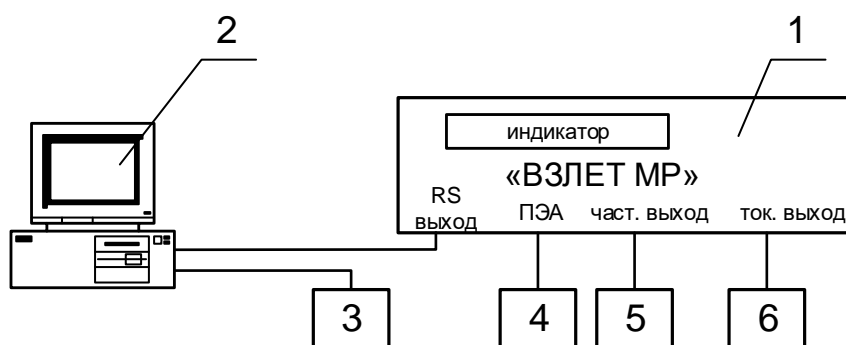 2
1
индикатор
«ВЗЛЕТ МР»
RS
выход
ПЭА
част. выход
ток. выход
3
4
5
6